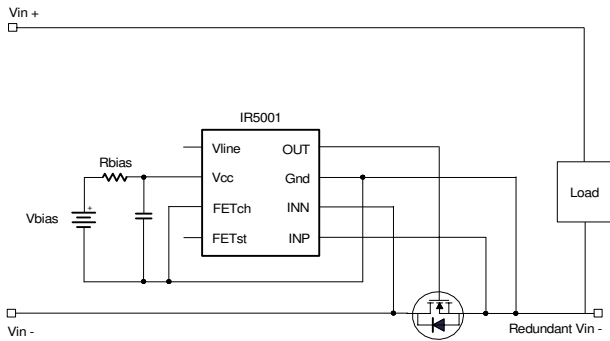 Vin +
IR5001
Vline
OUT
Rbias
Vcc
Gnd
Load
+
Vbias
FETch
INN
FETst
INP
Vin -
Redundant Vin -